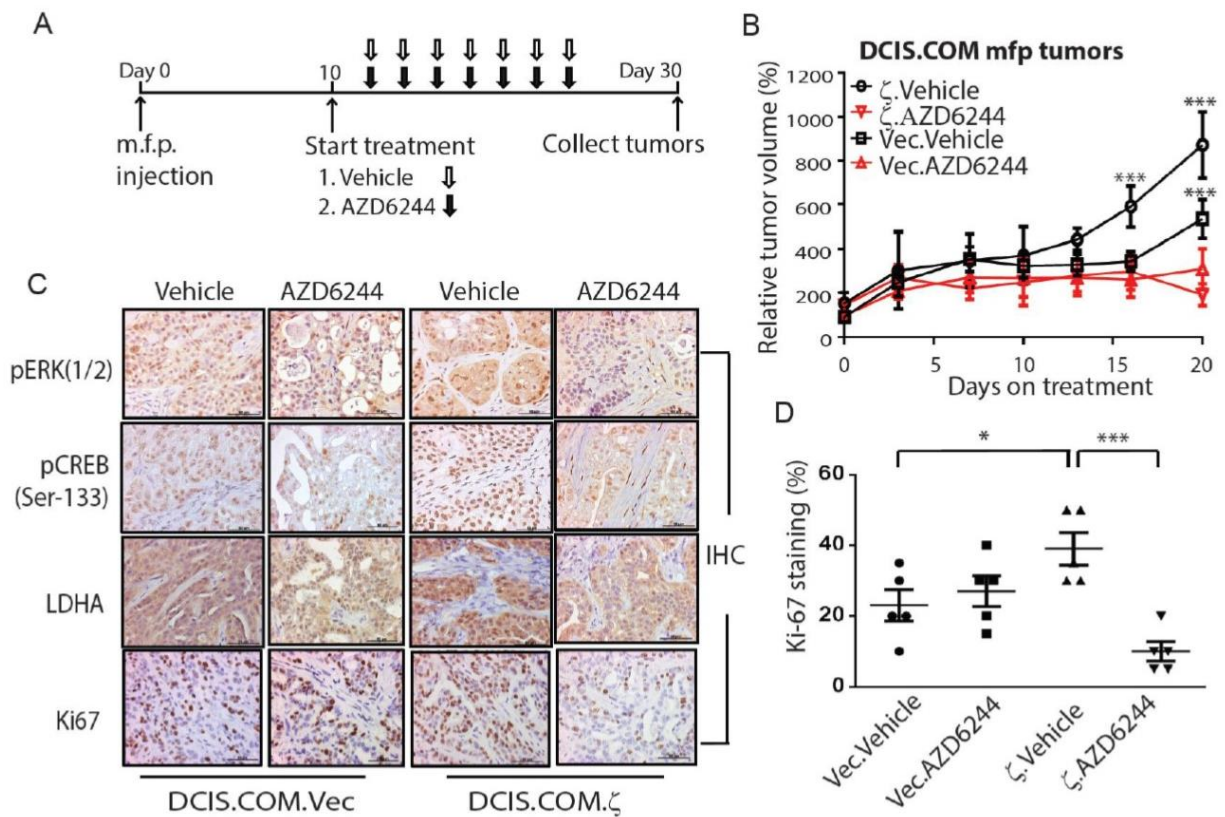 A
Day 0
10
Day 30
m.f.p.
injection
Start treatment
1. Vehicle
2. AZD6244
Collect tumors
B
DCIS.COM mfp tumors
Relative tumor volume (%)
1200
1000
800
600
400
200
0
ζ.Vehicle
ζ.AZD6244
Vec.Vehicle
Vec.AZD6244
***
***
***
0
5
10
15
20
Days on treatment
C
Vehicle
AZD6244
Vehicle
AZD6244
pERK(1/2)
pCREB
(Ser-133)
LDHA
Ki67
IHC
DCIS.COM.Vec
DCIS.COM.ζ
D
*
***
Ki-67 staining (%)
60
40
20
0
Vec.Vehicle
Vec.AZD6244
ζ.Vehicle
ζ.AZD6244